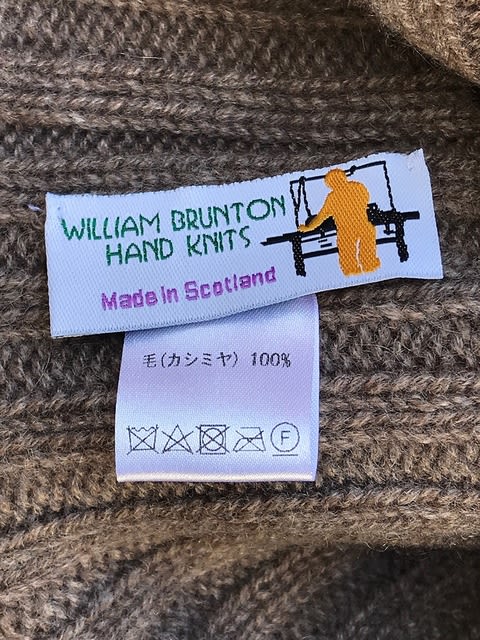 WILLIAM BRUNTON
HAND KNITS
Made in Scotland
毛(カシミヤ) 100%
F